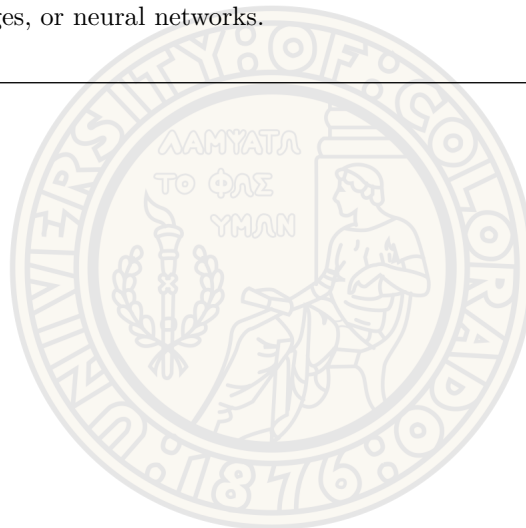 ges, or neural networks.
UNIVERSITY OF COLORADO
ΛΑΜΨΑΤΩ
ΤΟ ΦΩΣ
ΥΜΩΝ
1876